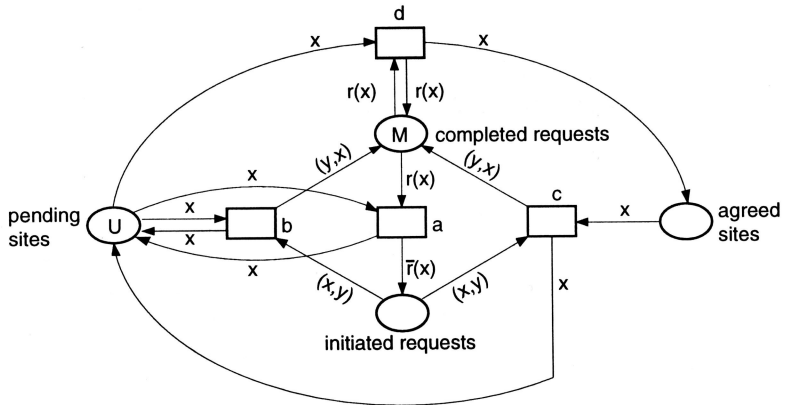 d
x
x
r(x)
r(x)
M
completed requests
(y,x)
(y,x)
x
r(x)
c
pending
sites
U
x
x
b
a
x
agreed
sites
x
r̅(x)
x
(x,y)
(x,y)
initiated requests